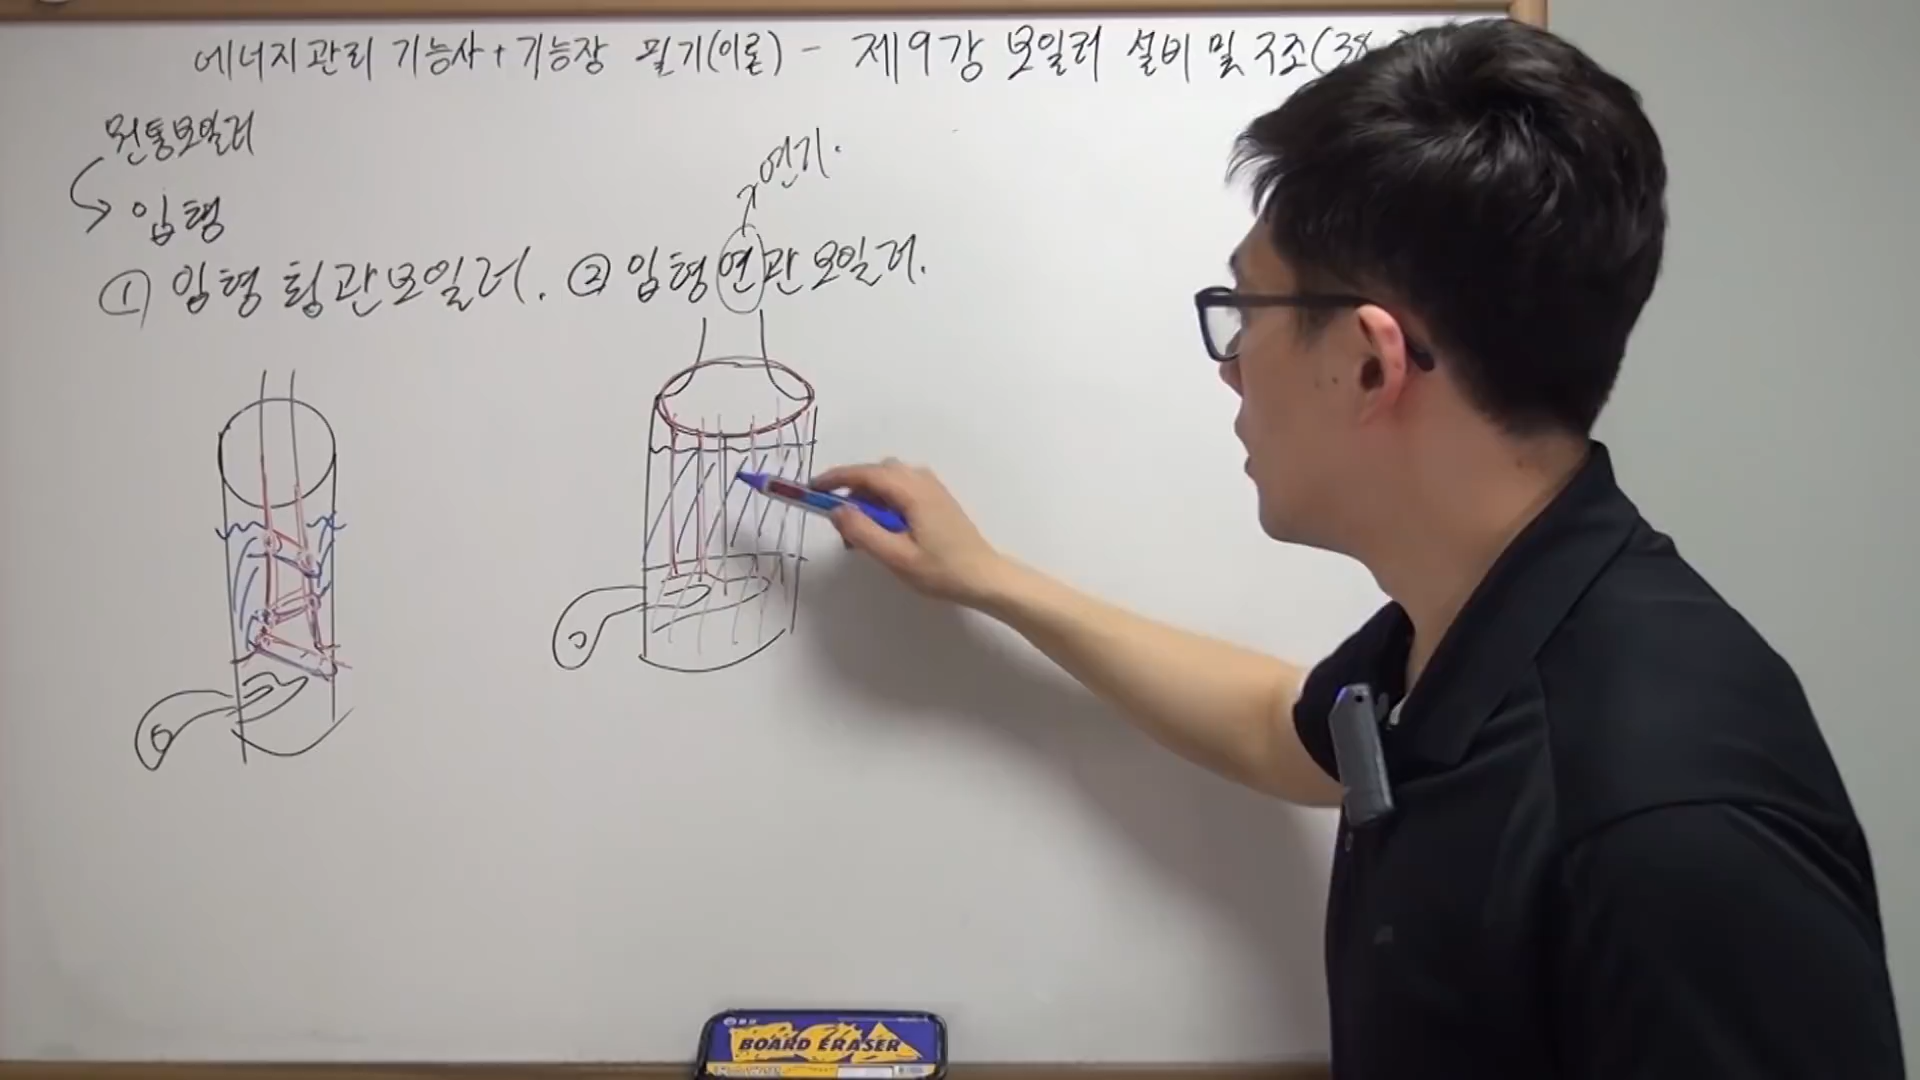 에너지관리 기능사+기능장 필기(이론) - 제9강 보일러 설비 및 구조(38
원통보일러
연기.
입형
① 입형 횡관보일러. ② 입형연관보일러.
BOARD ERASER